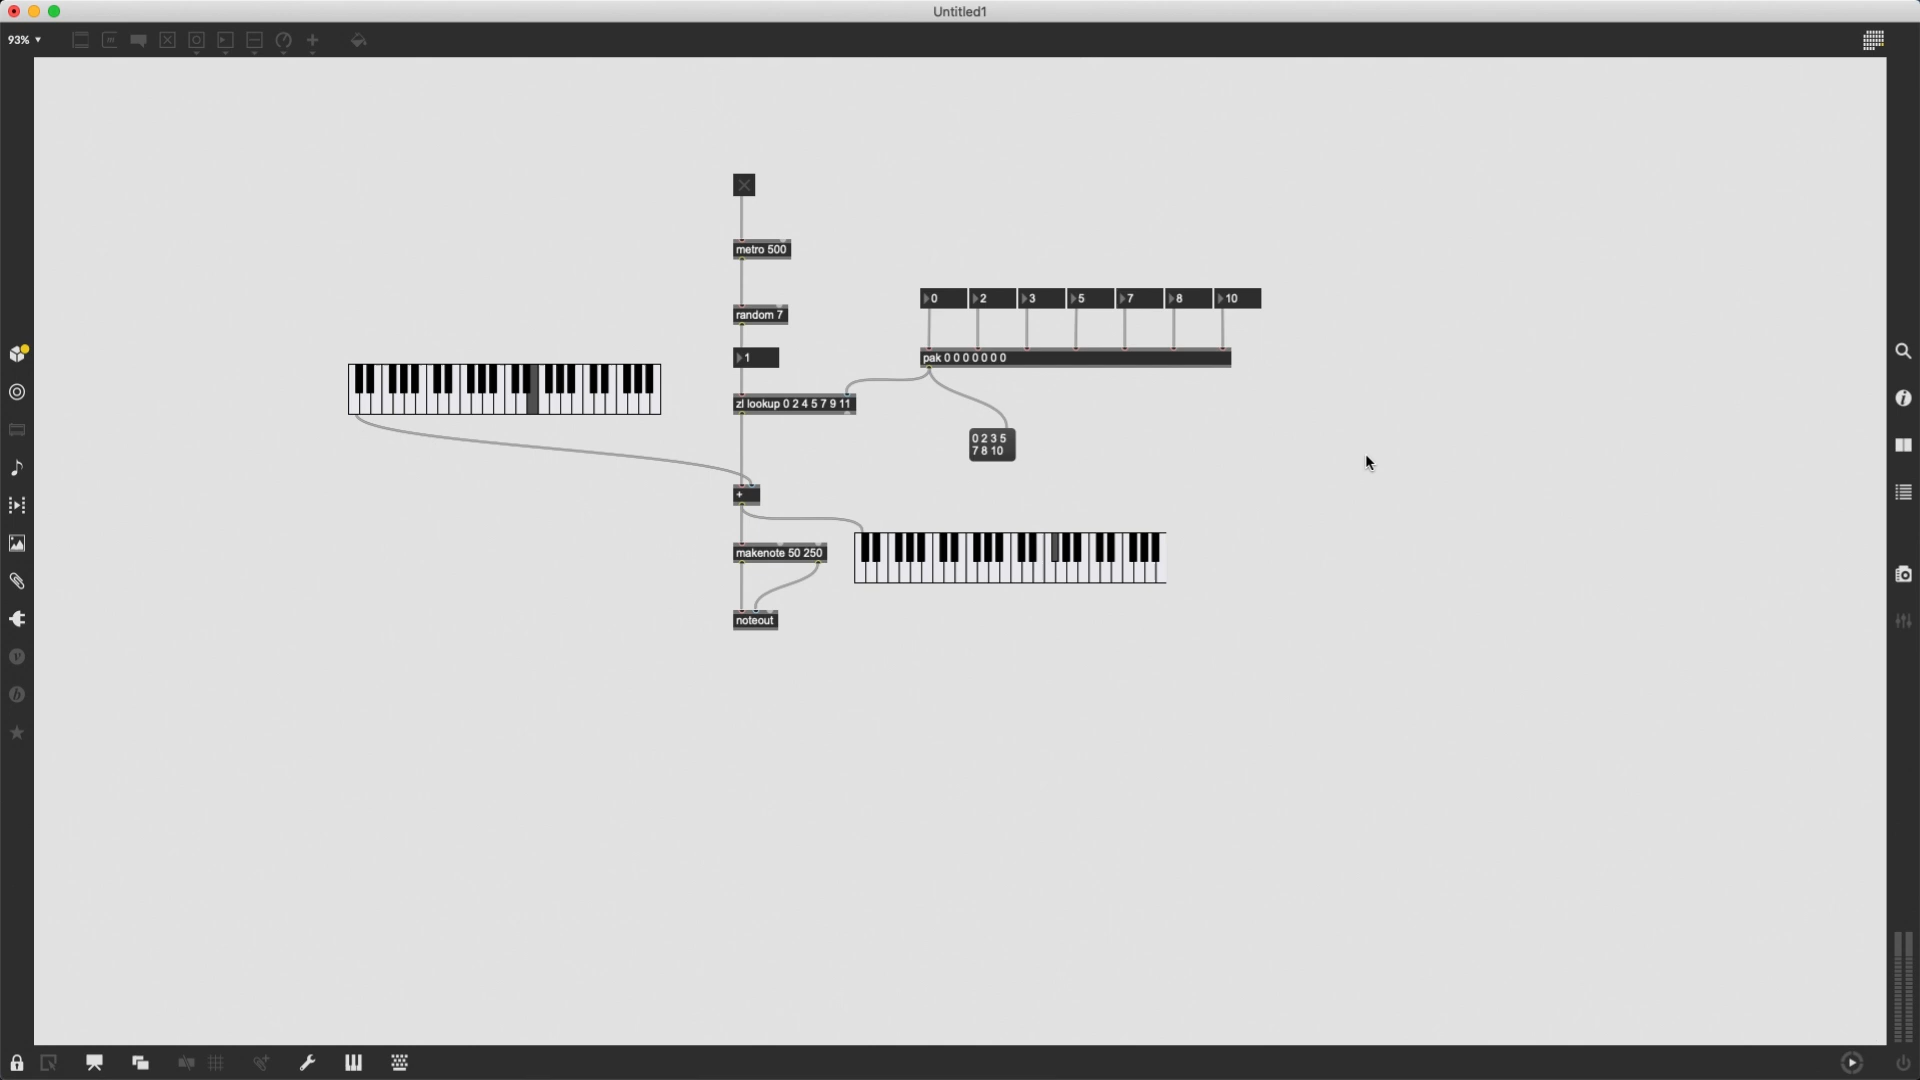 Untitled1
93%
metro 500
0 2 3 5 7 8 10
random 7
1
pak 0 0 0 0 0 0 0
zl lookup 0 2 4 5 7 9 11
0 2 3 5
7 8 10
+
makenote 50 250
noteout